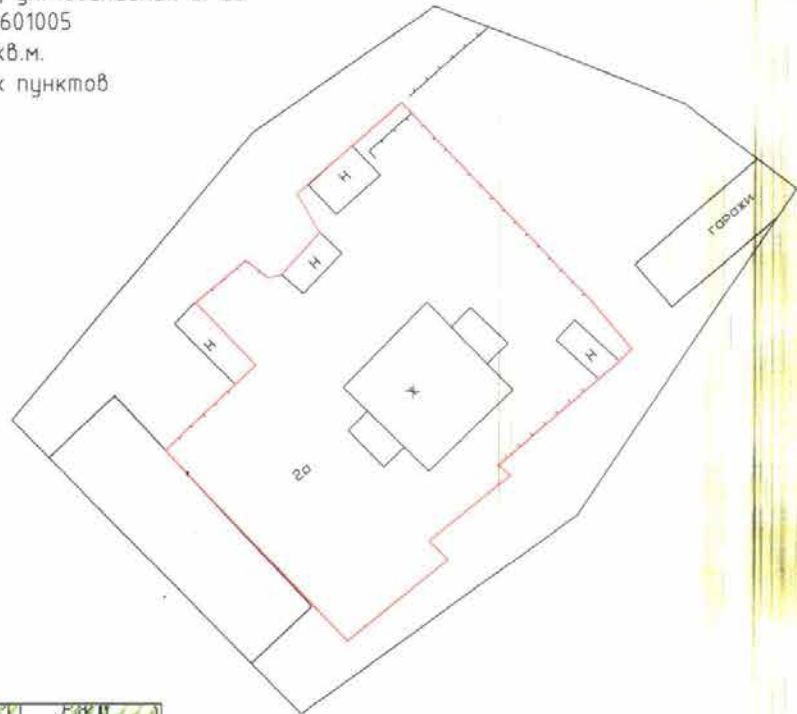 601005
кв.м.
х пунктов
н
гаражи
н
н
н
ж
2а